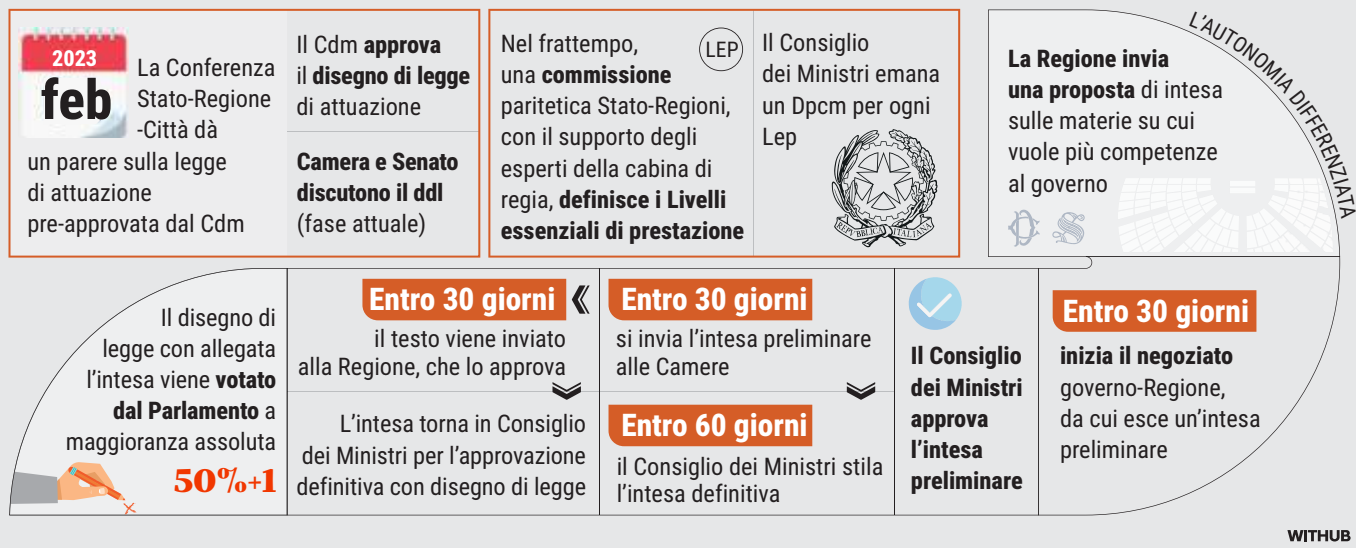 2023
feb
La Conferenza
Stato-Regione
-Città dà
un parere sulla legge
di attuazione
pre-approvata dal Cdm
Il Cdm approva
il disegno di legge
di attuazione
Camera e Senato
discutono il ddl
(fase attuale)
Nel frattempo,
una commissione
paritetica Stato-Regioni,
con il supporto degli
esperti della cabina di
regia, definisce i Livelli
essenziali di prestazione
LEP
Il Consiglio
dei Ministri emana
un Dpcm per ogni
Lep
REPVBBLICA ITALIANA
L'AUTONOMIA DIFFERENZIATA
La Regione invia
una proposta di intesa
sulle materie su cui
vuole più competenze
al governo
Entro 30 giorni
inizia il negoziato
governo-Regione,
da cui esce un'intesa
preliminare
Il Consiglio
dei Ministri
approva
l'intesa
preliminare
Entro 30 giorni
si invia l'intesa preliminare
alle Camere
Entro 60 giorni
il Consiglio dei Ministri stila
l'intesa definitiva
Entro 30 giorni
il testo viene inviato
alla Regione, che lo approva
L'intesa torna in Consiglio
dei Ministri per l'approvazione
definitiva con disegno di legge
Il disegno di
legge con allegata
l'intesa viene votato
dal Parlamento a
maggioranza assoluta
50%+1
WITHUB